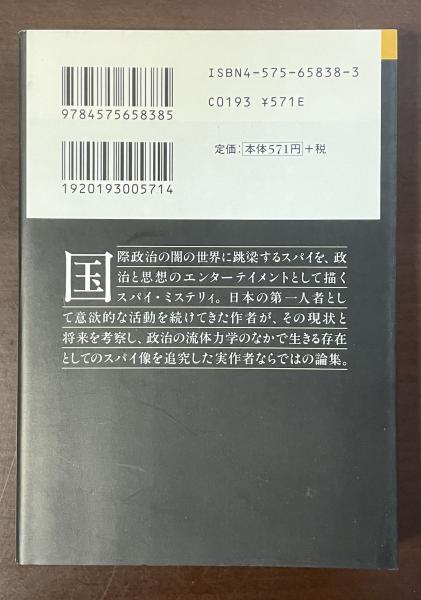 ISBN4-575-65838-3
C0193 ¥571E
9784575658385
定価:本体571円+税
1920193005714
国際政治の闇の世界に跳梁するスパイを、政
治と思想のエンターテイメントとして描く
スパイ・ミステリィ。日本の第一人者とし
て意欲的な活動を続けてきた作者が、その現状と
将来を考察し、政治の流体力学のなかで生きる存在
としてのスパイ像を追究した実作者ならではの論集。